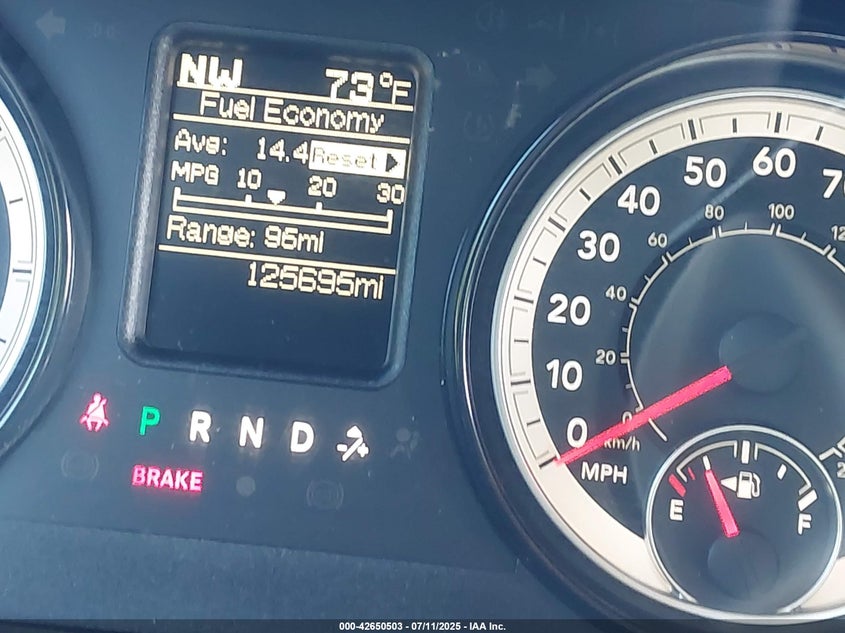 NW 73°F
Fuel Economy
Avg: 14.4 Reset
MPG 10 20 30
Range: 96mi
125695mi
P R N D
BRAKE
0 10 20 30 40 50 60
MPH
0 20 40 60 80 100
km/h
E F
000-42650503 - 07/11/2025 - IAA Inc.